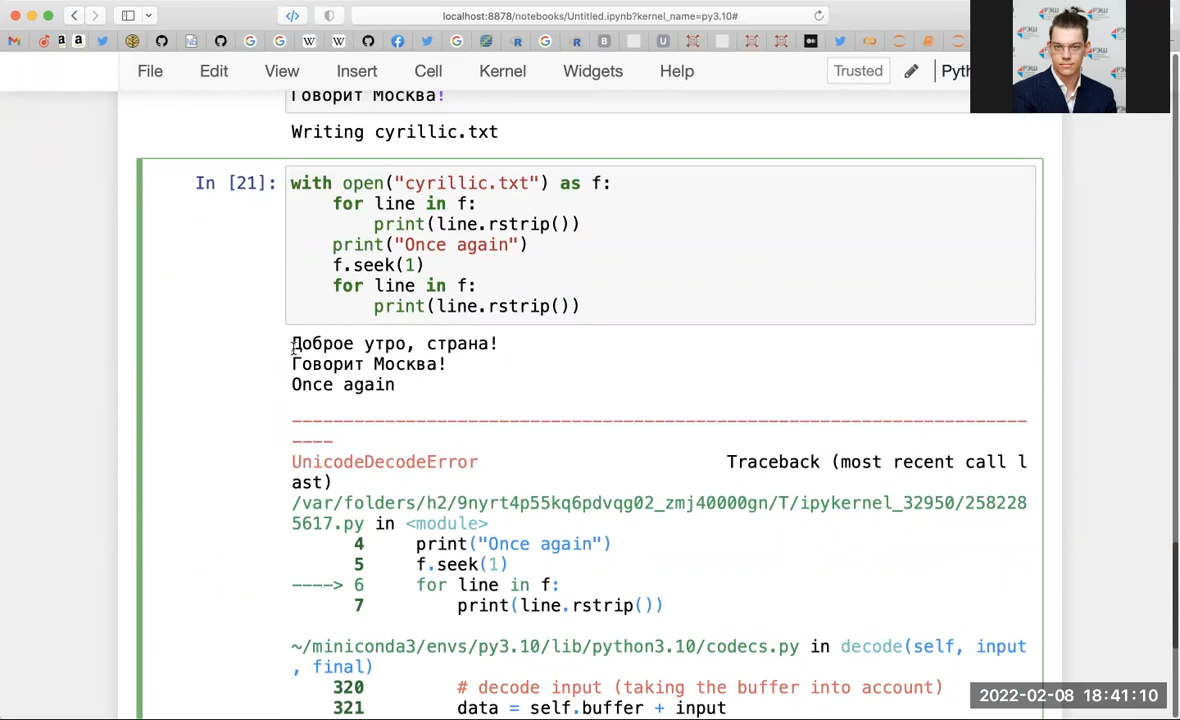 localhost:8878/notebooks/Untitled.ipynb?kernel_name=py3.10#
File Edit View Insert Cell Kernel Widgets Help Trusted Pyth
Говорит Москва!
Writing cyrillic.txt
In [21]:
with open("cyrillic.txt") as f:
    for line in f:
        print(line.rstrip())
    print("Once again")
    f.seek(1)
    for line in f:
        print(line.rstrip())
Доброе утро, страна!
Говорит Москва!
Once again
---------------------------------------------------------------------------
UnicodeDecodeError Traceback (most recent call l
ast)
/var/folders/h2/9nyrt4p55kq6pdvqg02_zmj40000gn/T/ipykernel_32950/258228
5617.py in <module>
4     print("Once again")
5     f.seek(1)
----> 6     for line in f:
7         print(line.rstrip())
~/miniconda3/envs/py3.10/lib/python3.10/codecs.py in decode(self, input
, final)
320         # decode input (taking the buffer into account)
321         data = self.buffer + input
РЭШ
2022-02-08 18:41:10